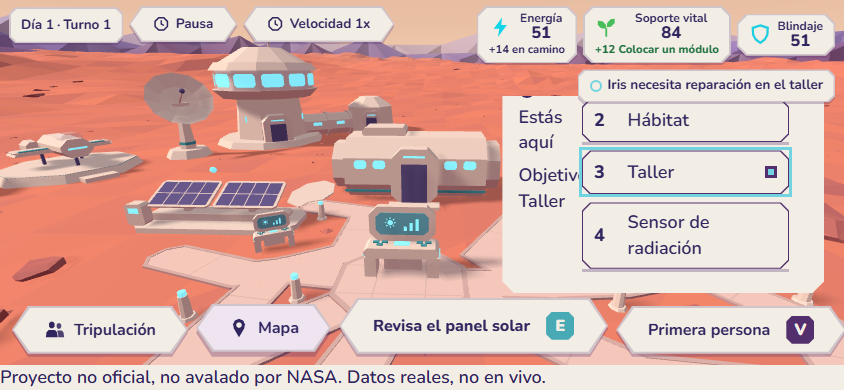 Día 1 · Turno 1
Pausa
Velocidad 1x
Energía
51
+14 en camino
Soporte vital
84
+12 Colocar un módulo
Blindaje
51
Iris necesita reparación en el taller
Estás
aquí
Objetivo
Taller
2 Hábitat
3 Taller
4 Sensor de
radiación
Tripulación
Mapa
Revisa el panel solar E
Primera persona V
Proyecto no oficial, no avalado por NASA. Datos reales, no en vivo.